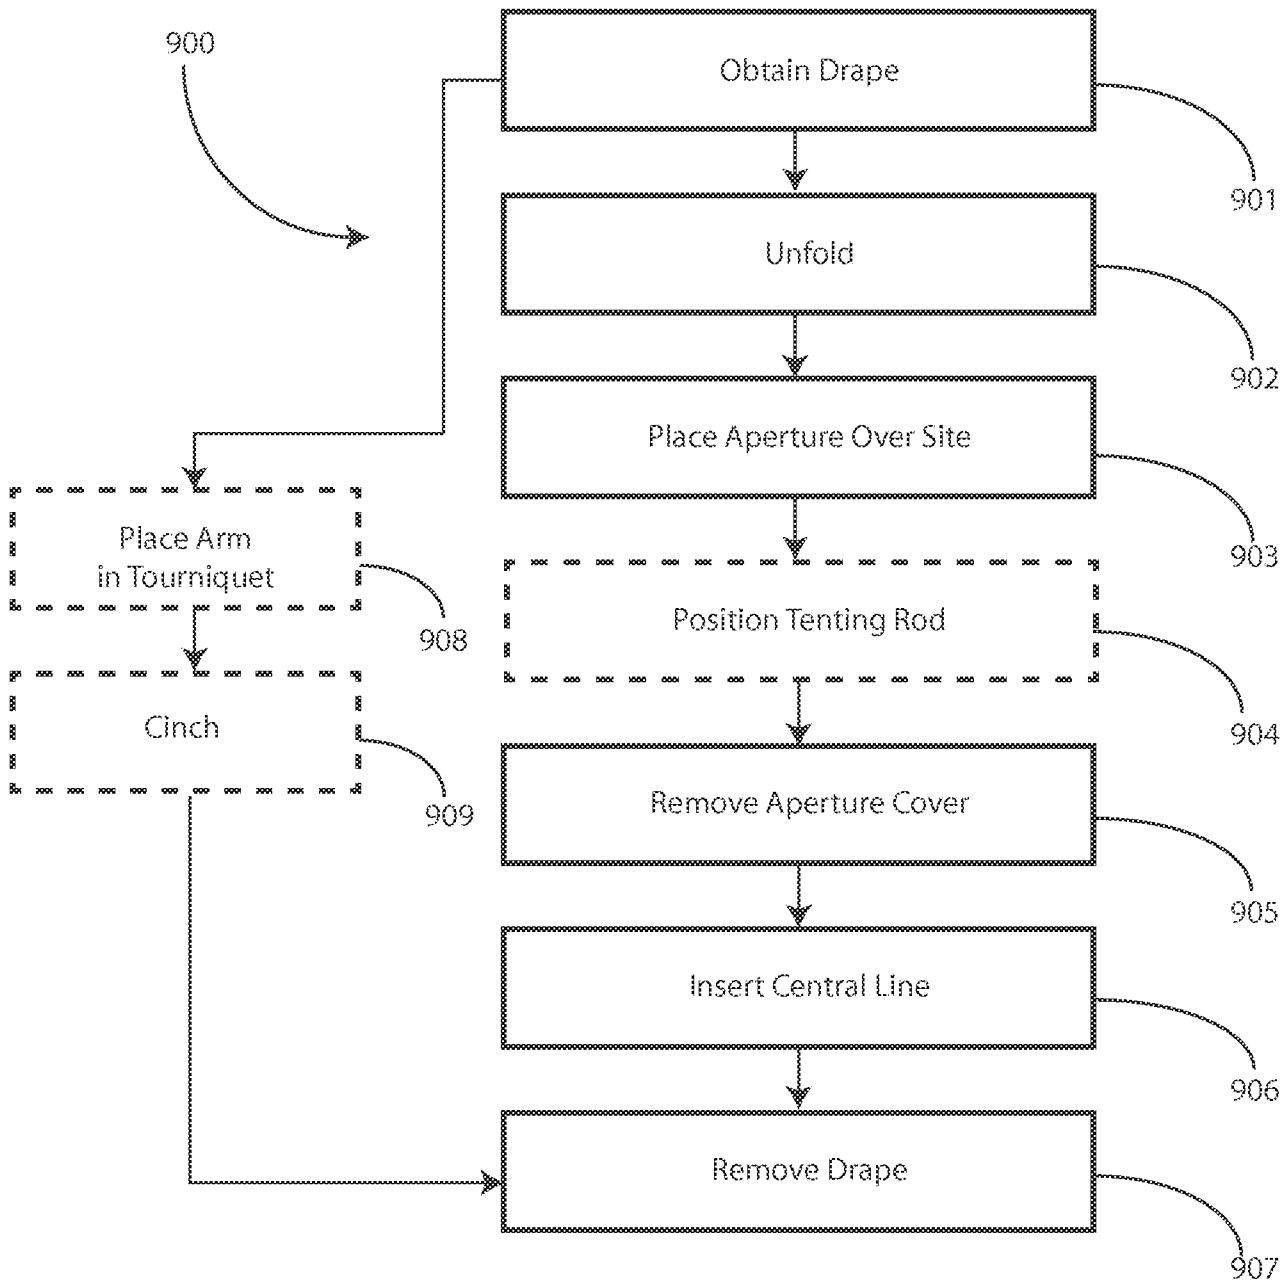 900
Obtain Drape
901
Unfold
902
Place Aperture Over Site
903
Place Arm
in Tourniquet
908
Position Tenting Rod
904
Cinch
909
Remove Aperture Cover
905
Insert Central Line
906
Remove Drape
907